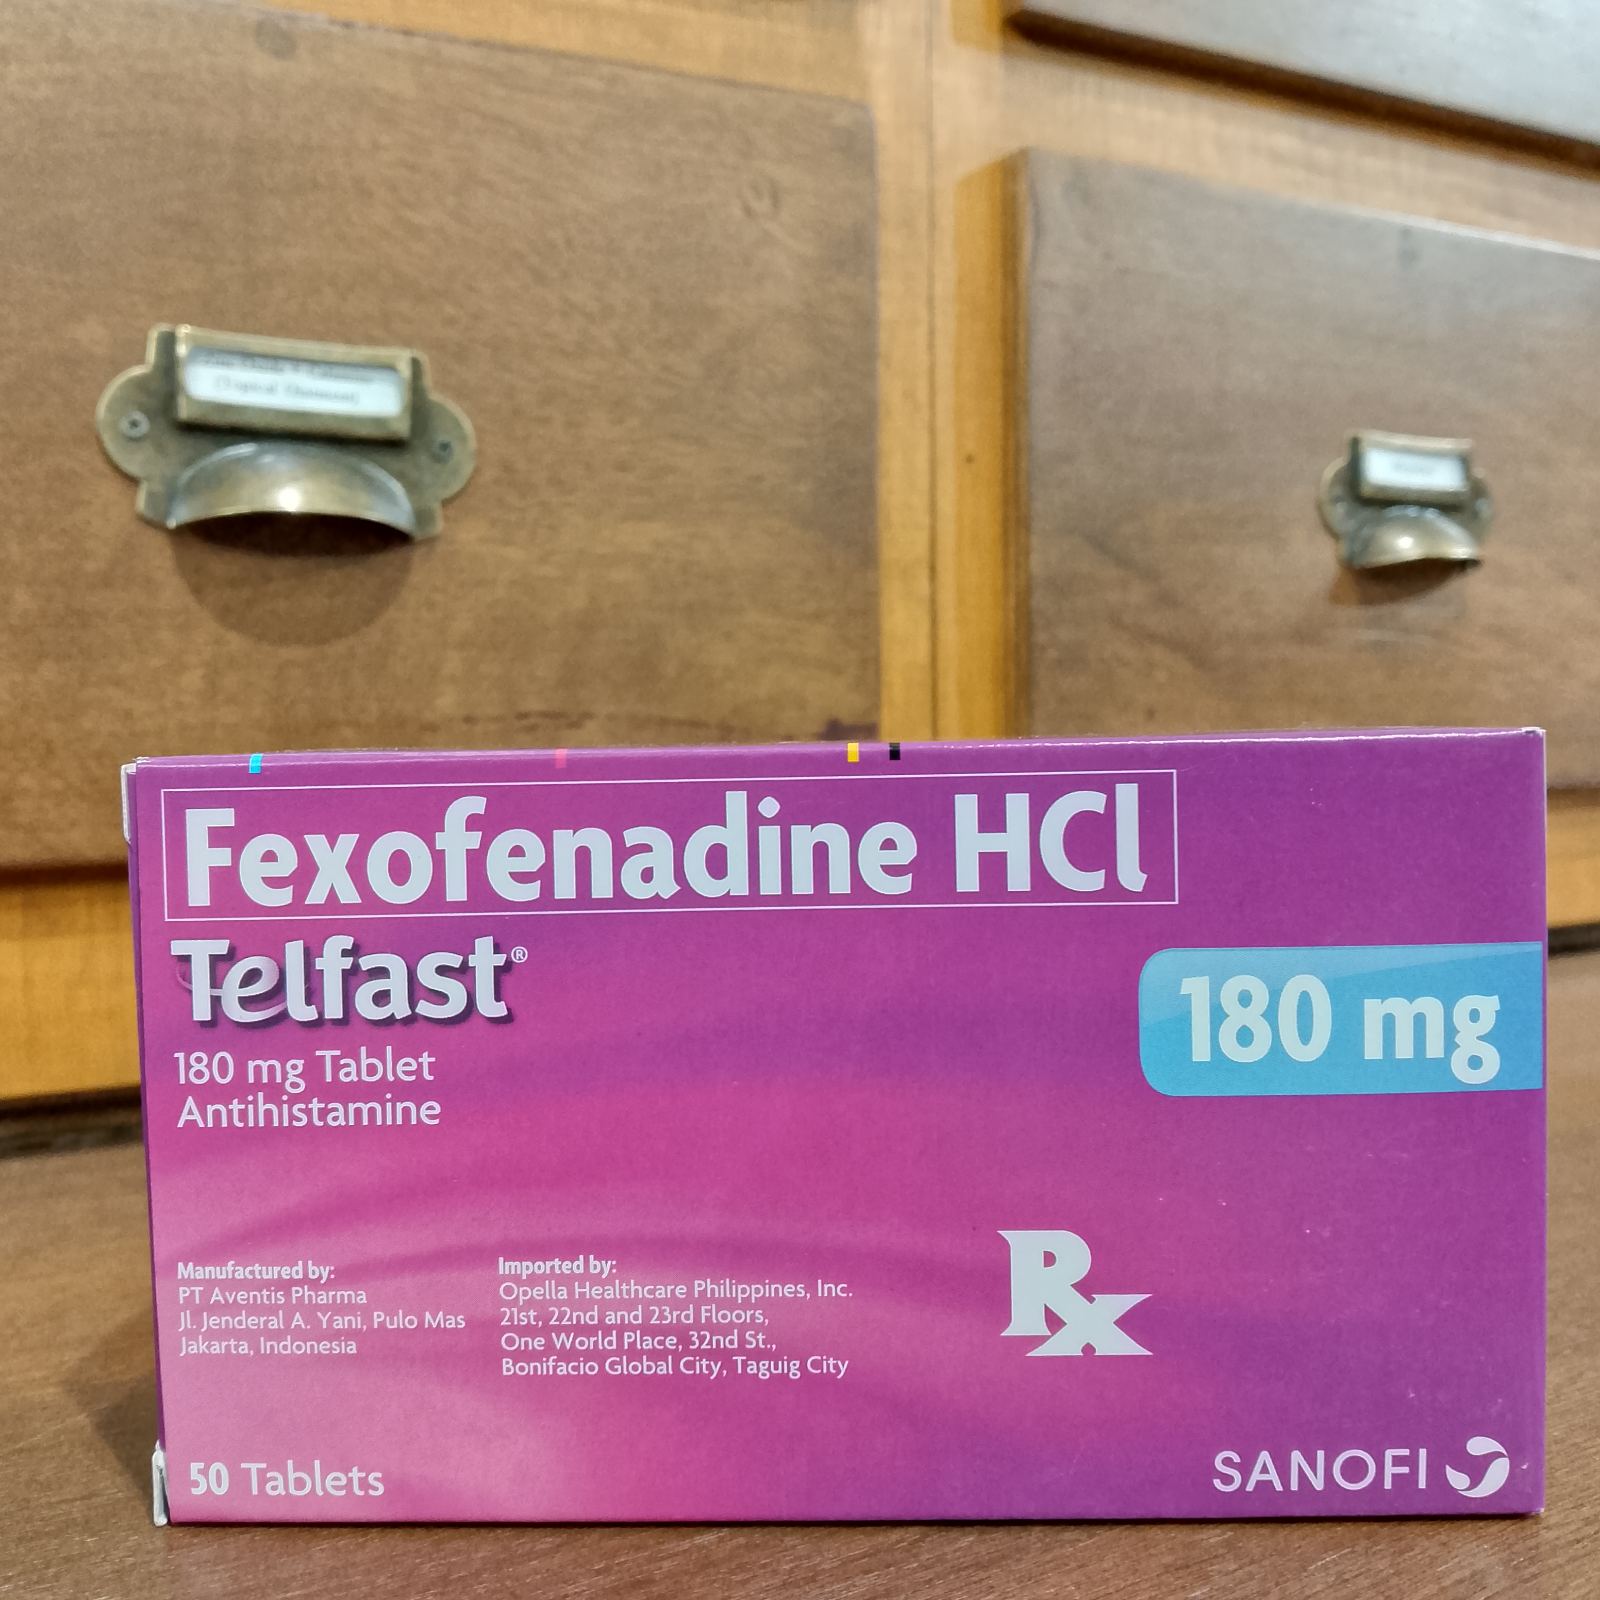 (Topical Ointment)
Fexofenadine HCl
Telfast®
180 mg Tablet
Antihistamine
180 mg
Manufactured by:
PT Aventis Pharma
Jl. Jenderal A. Yani, Pulo Mas
Jakarta, Indonesia
Imported by:
Opella Healthcare Philippines, Inc.
21st, 22nd and 23rd Floors,
One World Place, 32nd St.,
Bonifacio Global City, Taguig City
Rx
50 Tablets
SANOFI